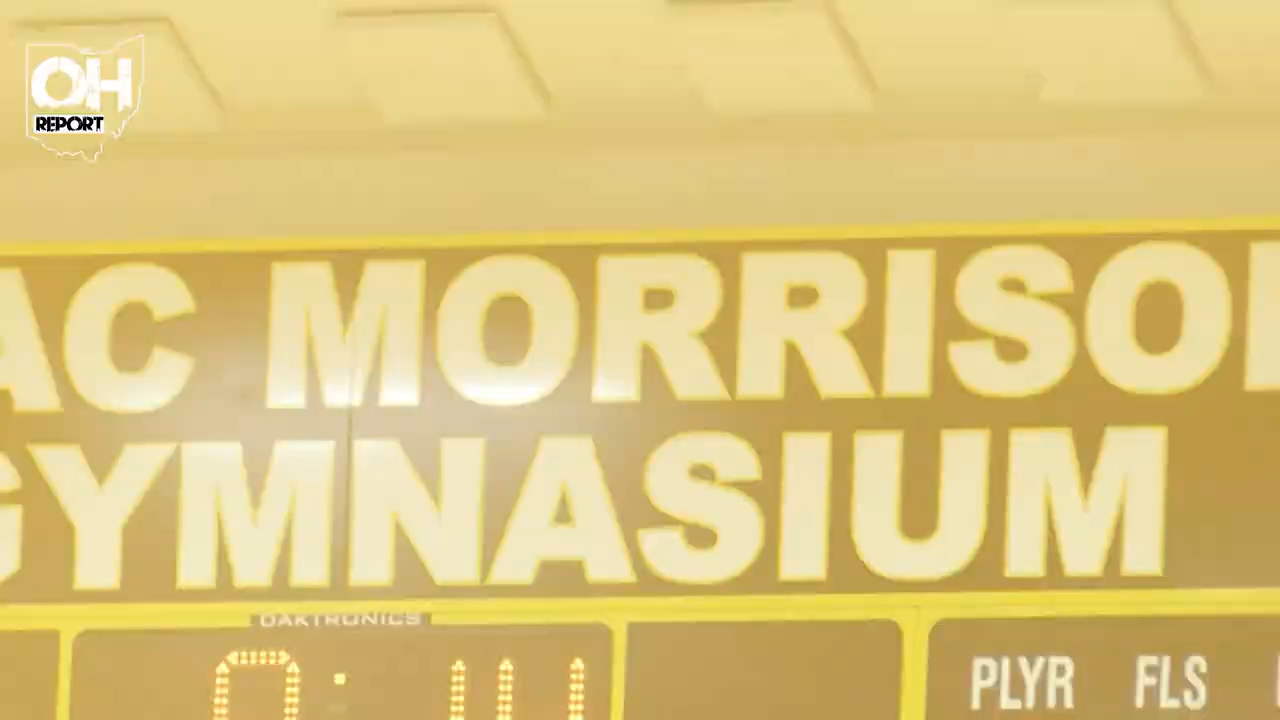 OH
REPORT
AC MORRISO
GYMNASIUM
DAKTRONICS
PLYR FLS